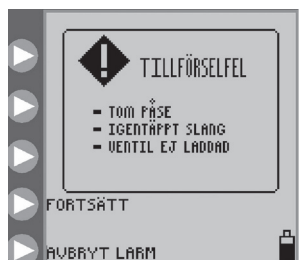 TILLFÖRSELFEL
- TOM PÅSE
- IGENTÄPPT SLANG
- VENTIL EJ LADDAD
FORTSÄTT
AVBRYT LARM